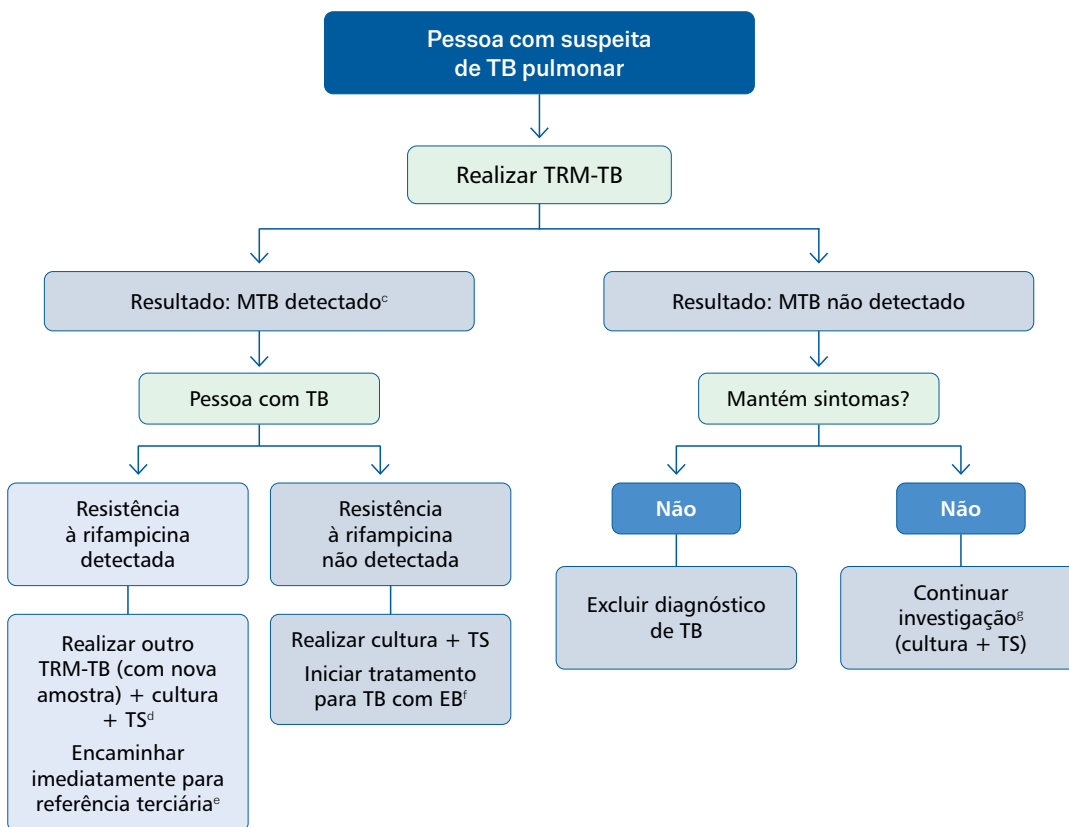 Pessoa com suspeita
de TB pulmonar
Realizar TRM-TB
Resultado: MTB detectadoᶜ
Resultado: MTB não detectado
Pessoa com TB
Mantém sintomas?
Resistência
à rifampicina
detectada
Resistência
à rifampicina
não detectada
Não
Não
Realizar outro
TRM-TB (com nova
amostra) + cultura
+ TSᵈ
Encaminhar
imediatamente para
referência terciáriaᵉ
Realizar cultura + TS
Iniciar tratamento
para TB com EBᶠ
Excluir diagnóstico
de TB
Continuar
investigaçãoᵍ
(cultura + TS)